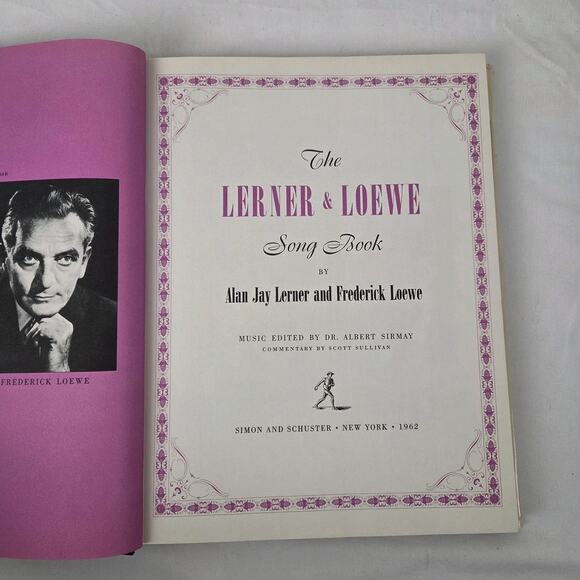 FREDERICK LOEWE
The
LERNER & LOEWE
Song Book
BY
Alan Jay Lerner and Frederick Loewe
MUSIC EDITED BY DR. ALBERT SIRMAY
COMMENTARY BY SCOTT SULLIVAN
SIMON AND SCHUSTER • NEW YORK • 1962